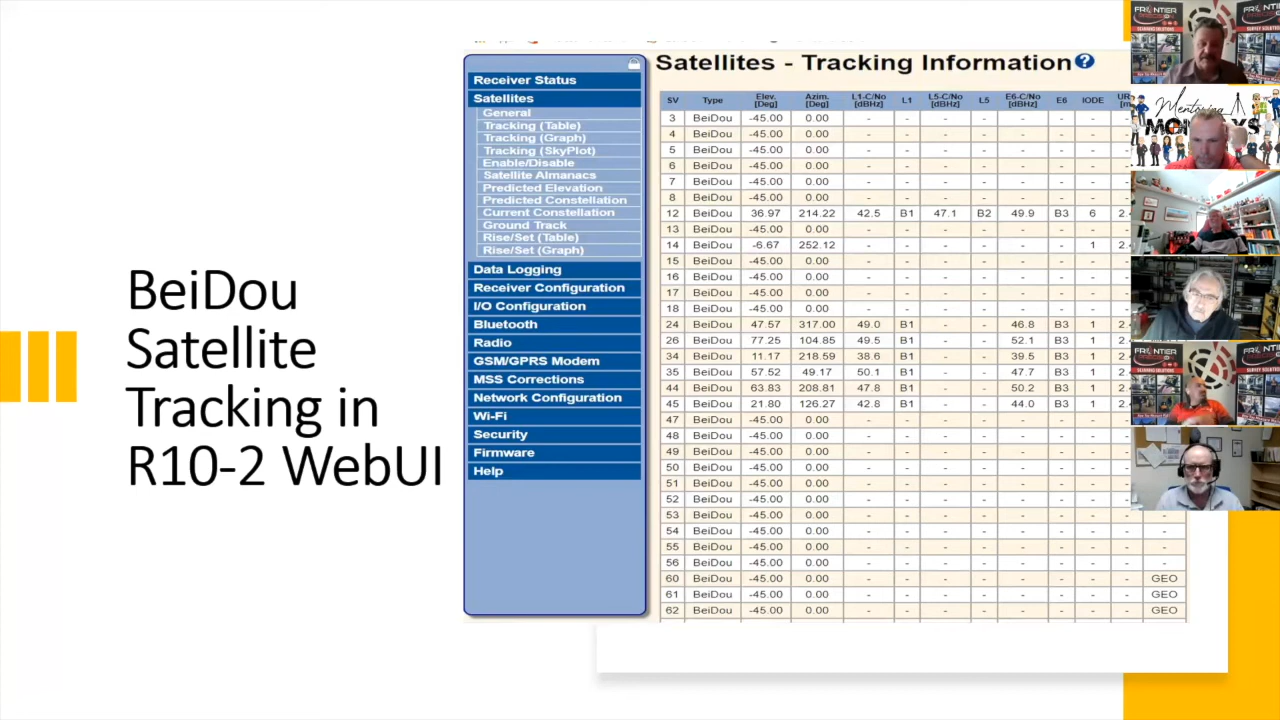 BeiDou
Satellite
Tracking in
R10-2 WebUI
Receiver Status
Satellites
General
Tracking (Table)
Tracking (Graph)
Tracking (SkyPlot)
Enable/Disable
Satellite Almanacs
Predicted Elevation
Predicted Constellation
Current Constellation
Ground Track
Rise/Set (Table)
Rise/Set (Graph)
Data Logging
Receiver Configuration
I/O Configuration
Bluetooth
Radio
GSM/GPRS Modem
MSS Corrections
Network Configuration
Wi-Fi
Security
Firmware
Help
Satellites - Tracking Information
SV Type Elev. [Deg] Azim. [Deg] L1-C/No [dBHz] L1 L5-C/No [dBHz] L5 E6-C/No [dBHz] E6 IODE
3 BeiDou -45.00 0.00 - - - - - - - -
4 BeiDou -45.00 0.00 - - - - - - - -
5 BeiDou -45.00 0.00 - - - - - - - -
6 BeiDou -45.00 0.00 - - - - - - - -
7 BeiDou -45.00 0.00 - - - - - - - -
8 BeiDou -45.00 0.00 - - - - - - - -
12 BeiDou 36.97 214.22 42.5 B1 47.1 B2 49.9 B3 6
13 BeiDou -45.00 0.00 - - - - - - - -
14 BeiDou -6.67 252.12 - - - - - - 1
15 BeiDou -45.00 0.00 - - - - - - - -
16 BeiDou -45.00 0.00 - - - - - - - -
17 BeiDou -45.00 0.00 - - - - - - - -
18 BeiDou -45.00 0.00 - - - - - - - -
24 BeiDou 47.57 317.00 49.0 B1 - - 46.8 B3 1
26 BeiDou 77.25 104.85 49.5 B1 - - 52.1 B3 1
34 BeiDou 11.17 218.59 38.6 B1 - - 39.5 B3 1
35 BeiDou 57.52 49.17 50.1 B1 - - 47.7 B3 1
44 BeiDou 63.83 208.81 47.8 B1 - - 50.2 B3 1
45 BeiDou 21.80 126.27 42.8 B1 - - 44.0 B3 1
47 BeiDou -45.00 0.00 - - - - - - - -
48 BeiDou -45.00 0.00 - - - - - - - -
49 BeiDou -45.00 0.00 - - - - - - - -
50 BeiDou -45.00 0.00 - - - - - - - -
51 BeiDou -45.00 0.00 - - - - - - - -
52 BeiDou -45.00 0.00 - - - - - - - -
53 BeiDou -45.00 0.00 - - - - - - - - -
54 BeiDou -45.00 0.00 - - - - - - - - -
55 BeiDou -45.00 0.00 - - - - - - - - -
56 BeiDou -45.00 0.00 - - - - - - - - -
60 BeiDou -45.00 0.00 - - - - - - - - GEO
61 BeiDou -45.00 0.00 - - - - - - - - GEO
62 BeiDou -45.00 0.00 - - - - - - - - GEO
Mentoring